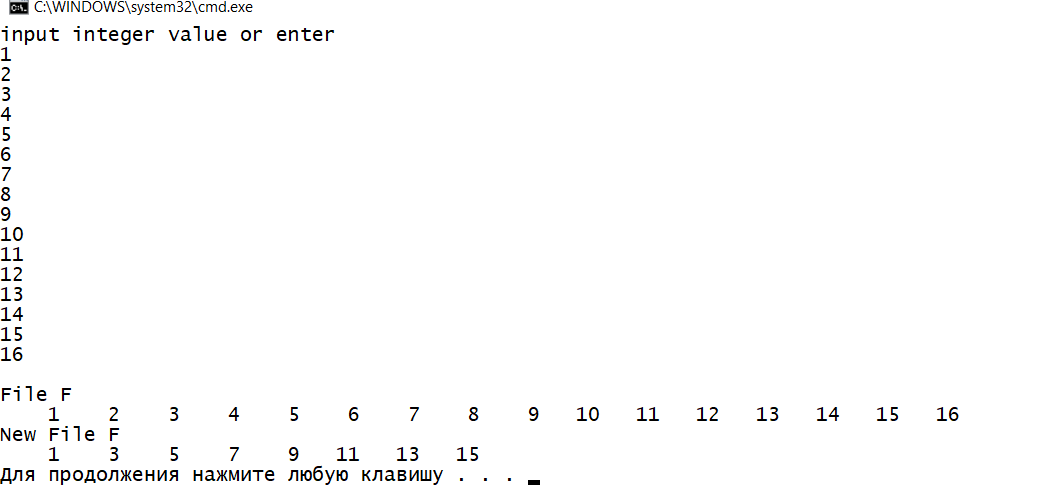 C:\WINDOWS\system32\cmd.exe
input integer value or enter
1
2
3
4
5
6
7
8
9
10
11
12
13
14
15
16
File F
1 2 3 4 5 6 7 8 9 10 11 12 13 14 15 16
New File F
1 3 5 7 9 11 13 15
Для продолжения нажмите любую клавишу . . .